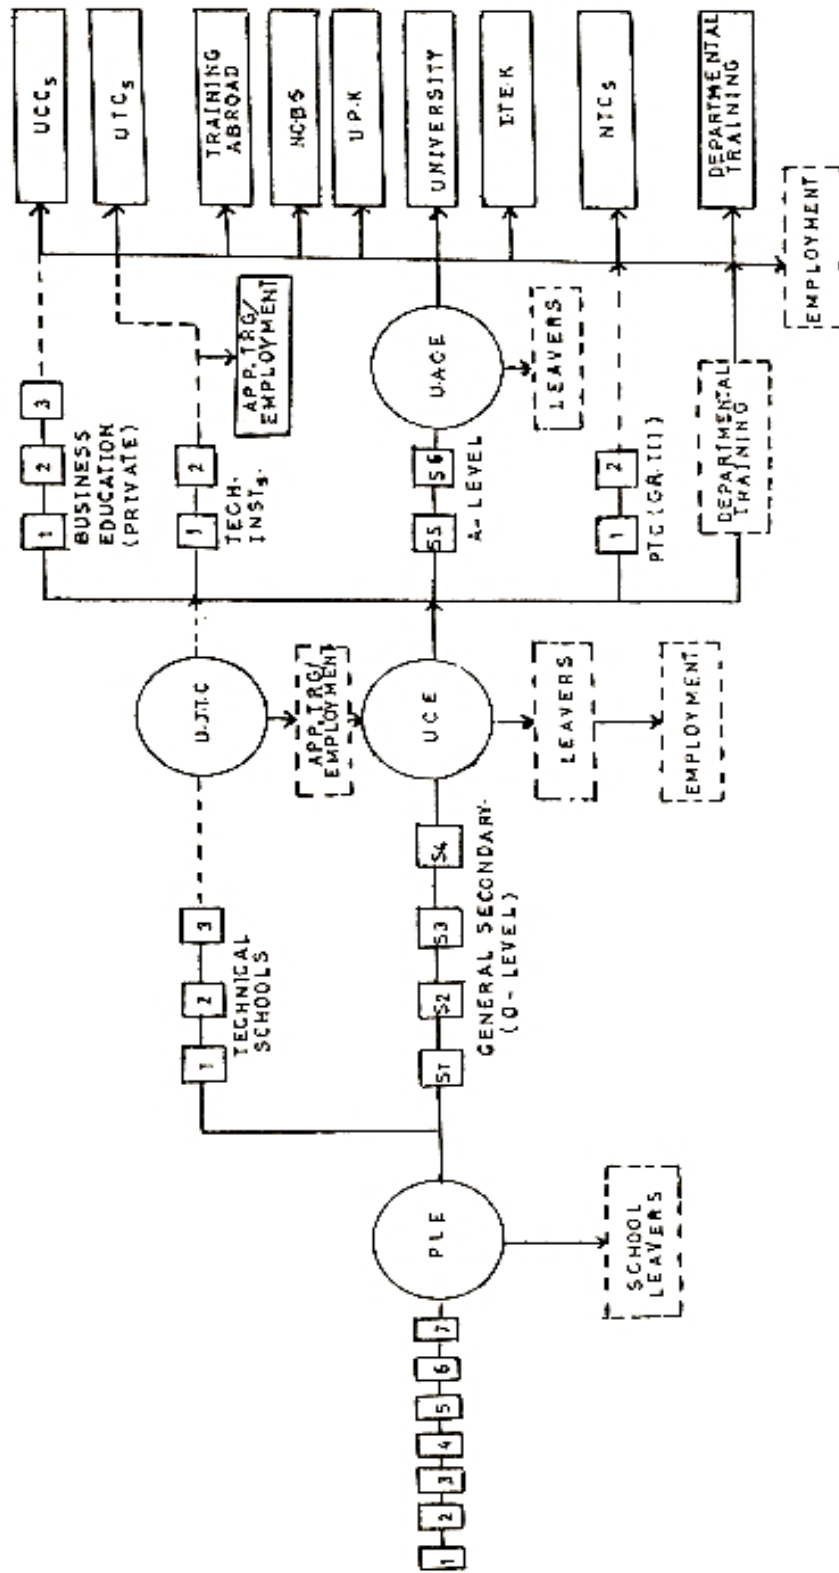 1
2
3
4
5
6
7
PLE
SCHOOL
LEAVERS
1
2
3
TECHNICAL
SCHOOLS
S1
S2
S3
S4
GENERAL SECONDARY.
(O-LEVEL)
U.J.T.C
APP. TRG/
EMPLOYMENT
UCE
LEAVERS
EMPLOYMENT
1
2
3
BUSINESS
EDUCATION
(PRIVATE)
1
2
TECH.
INSTs.
APP. TRG/
EMPLOYMENT
S5
S6
A-LEVEL
UACE
LEAVERS
1
2
PTC (GR. III)
DEPARTMENTAL
TRAINING
UCCs
UTCs
TRAINING
ABROAD
NCBS
U.P.K
UNIVERSITY
I.T.E.K
NTCs
DEPARTMENTAL
TRAINING
EMPLOYMENT